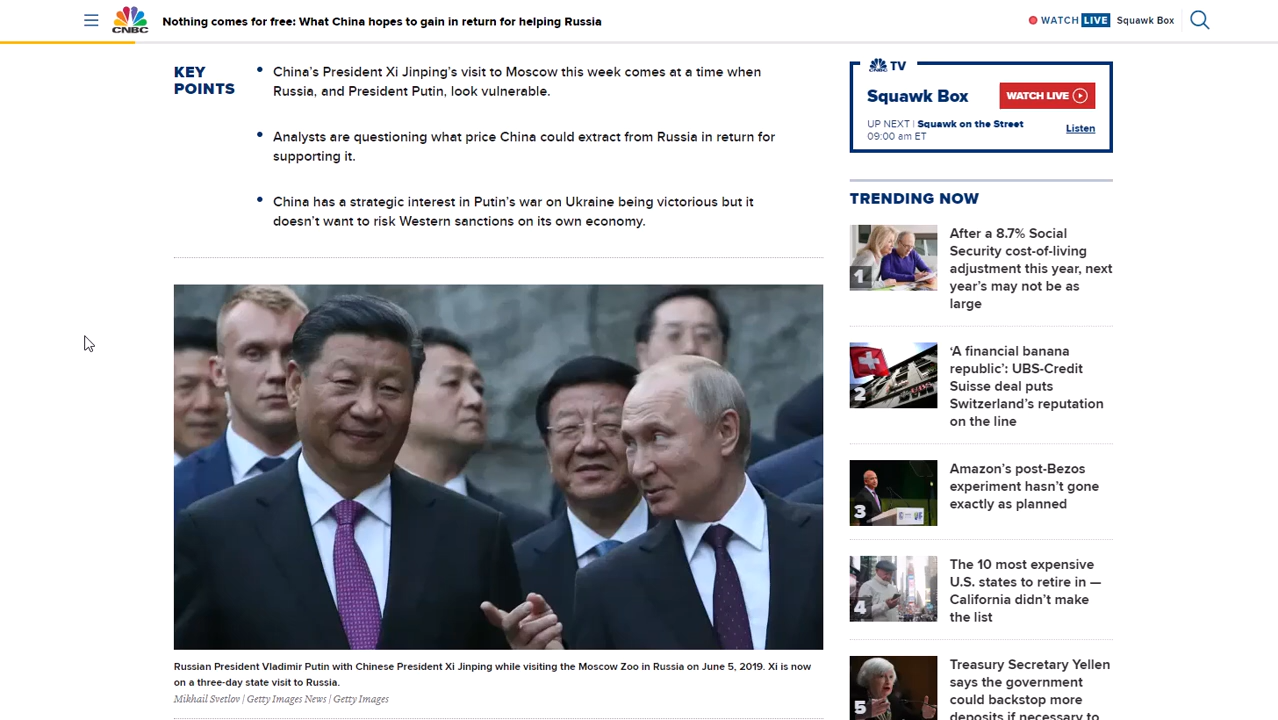 CNBC
Nothing comes for free: What China hopes to gain in return for helping Russia
WATCH LIVE Squawk Box
KEY
POINTS
China’s President Xi Jinping’s visit to Moscow this week comes at a time when
Russia, and President Putin, look vulnerable.
Analysts are questioning what price China could extract from Russia in return for
supporting it.
China has a strategic interest in Putin’s war on Ukraine being victorious but it
doesn’t want to risk Western sanctions on its own economy.
Russian President Vladimir Putin with Chinese President Xi Jinping while visiting the Moscow Zoo in Russia on June 5, 2019. Xi is now
on a three-day state visit to Russia.
Mikhail Svetlov | Getty Images News | Getty Images
CNBC TV
Squawk Box
WATCH LIVE
UP NEXT | Squawk on the Street
09:00 am ET
Listen
TRENDING NOW
1
After a 8.7% Social
Security cost-of-living
adjustment this year, next
year’s may not be as
large
2
‘A financial banana
republic’: UBS-Credit
Suisse deal puts
Switzerland’s reputation
on the line
3
Amazon’s post-Bezos
experiment hasn’t gone
exactly as planned
4
The 10 most expensive
U.S. states to retire in —
California didn’t make
the list
5
Treasury Secretary Yellen
says the government
could backstop more
deposits if necessary to